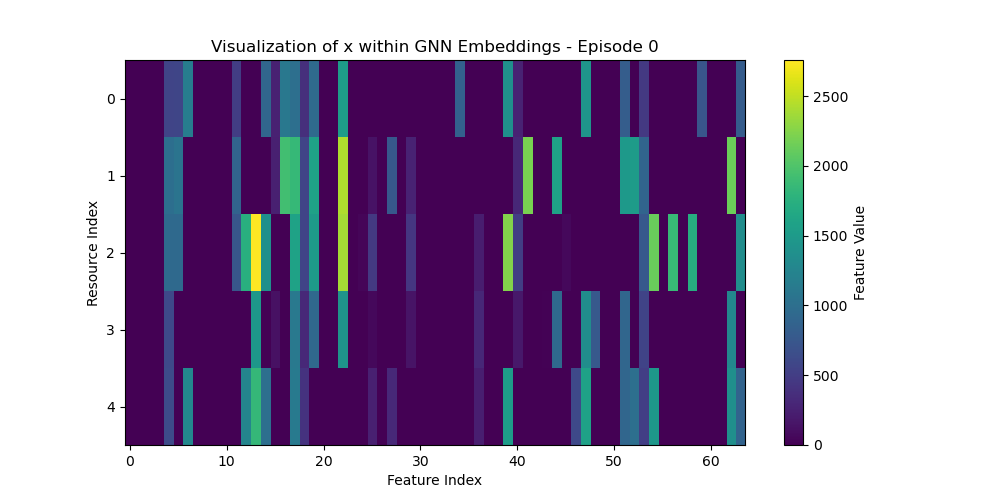 Visualization of x within GNN Embeddings - Episode 0
Resource Index
0
1
2
3
4
0 10 20 30 40 50 60
Feature Index
2500
2000
1500
1000
500
0
Feature Value